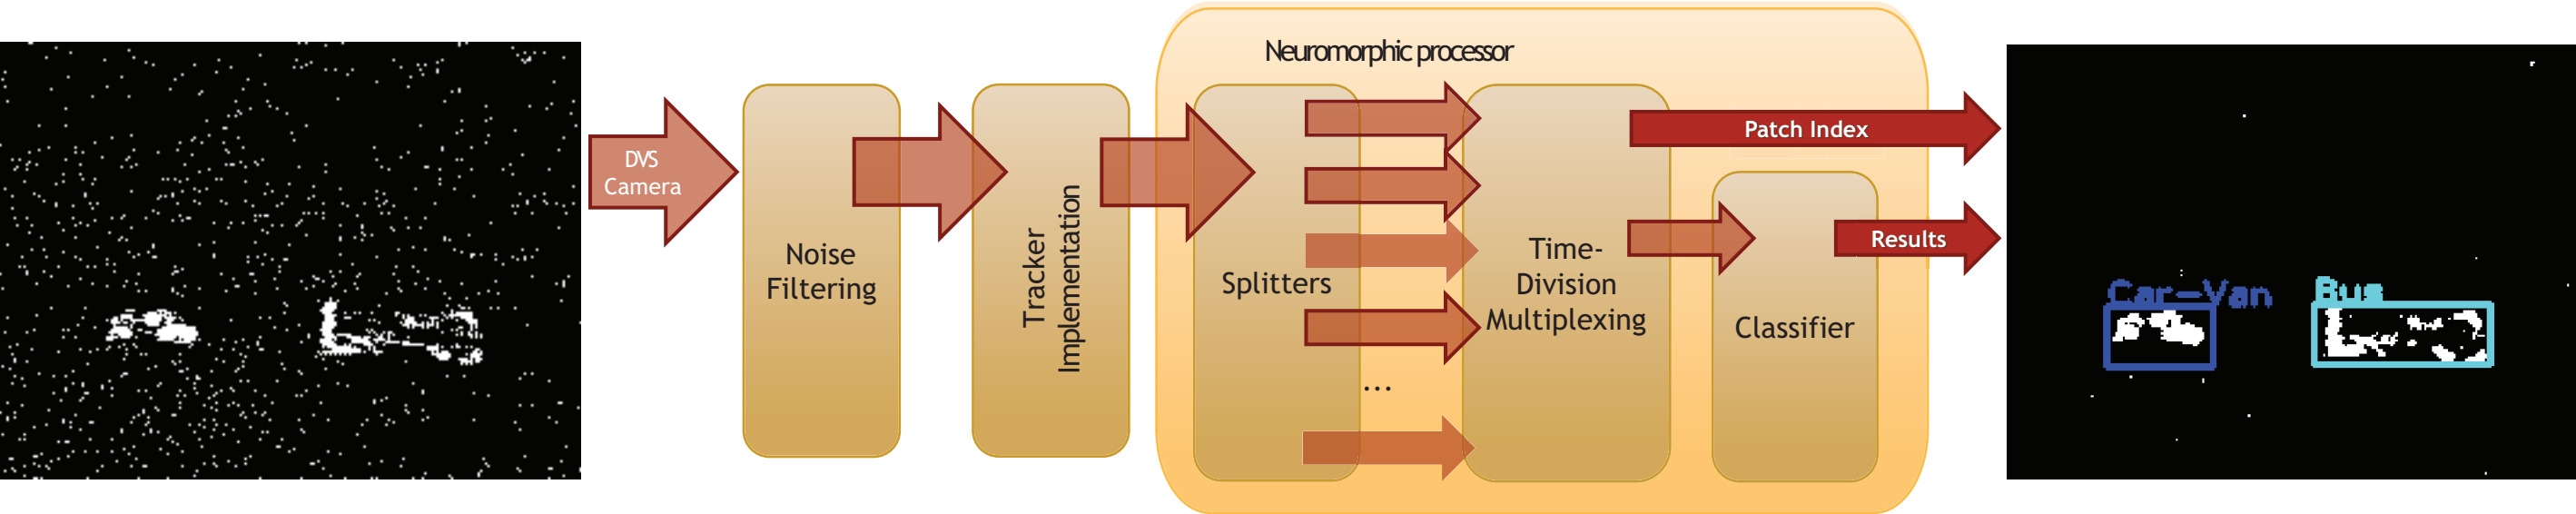 Neuromorphic processor
DVS
Camera
Noise
Filtering
Tracker
Implementation
Splitters
...
Time-
Division
Multiplexing
Patch Index
Classifier
Results
Car-Van
Bus